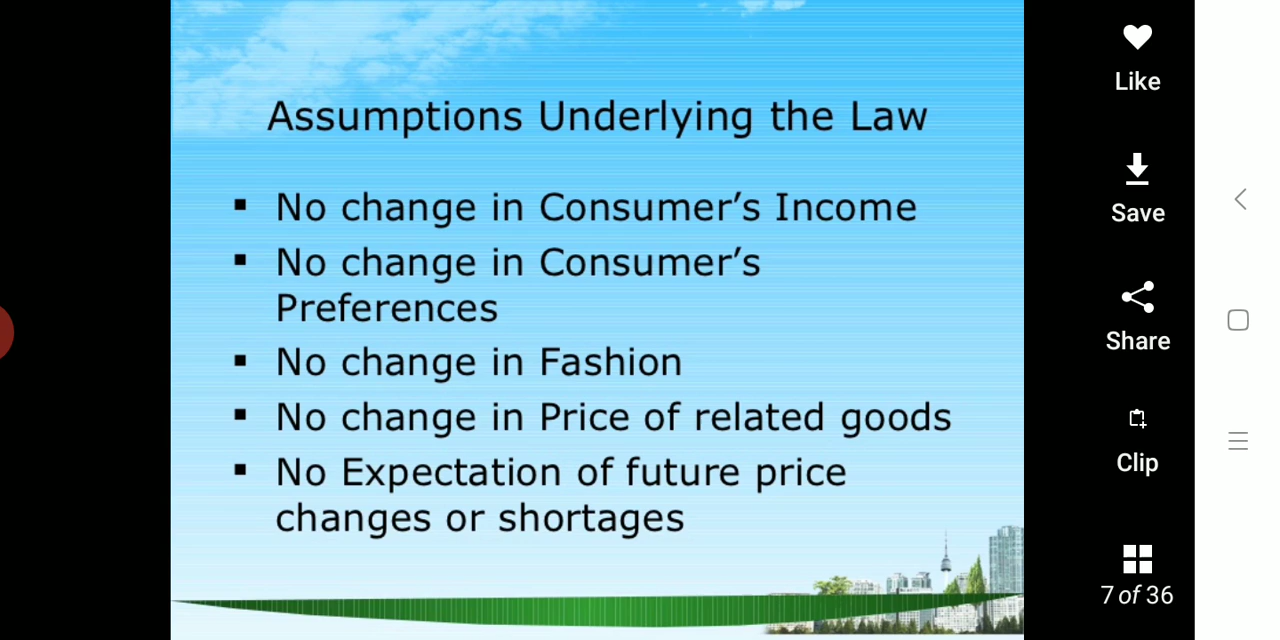 Assumptions Underlying the Law
▪ No change in Consumer’s Income
▪ No change in Consumer’s
Preferences
▪ No change in Fashion
▪ No change in Price of related goods
▪ No Expectation of future price
changes or shortages
Like
Save
Share
Clip
7 of 36